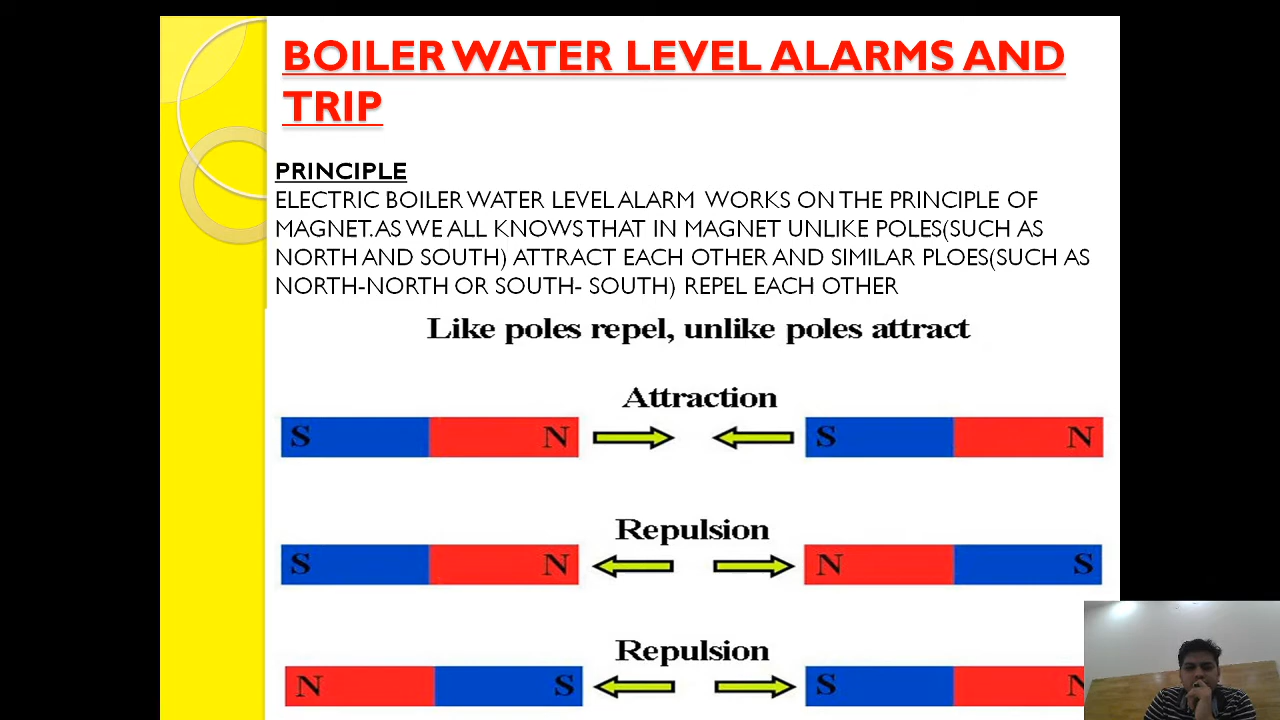 BOILER WATER LEVEL ALARMS AND
TRIP
PRINCIPLE
ELECTRIC BOILER WATER LEVEL ALARM WORKS ON THE PRINCIPLE OF
MAGNET.AS WE ALL KNOWS THAT IN MAGNET UNLIKE POLES(SUCH AS
NORTH AND SOUTH) ATTRACT EACH OTHER AND SIMILAR PLOES(SUCH AS
NORTH-NORTH OR SOUTH- SOUTH) REPEL EACH OTHER
Like poles repel, unlike poles attract
Attraction
S N S N
Repulsion
S N N S
Repulsion
N S S N